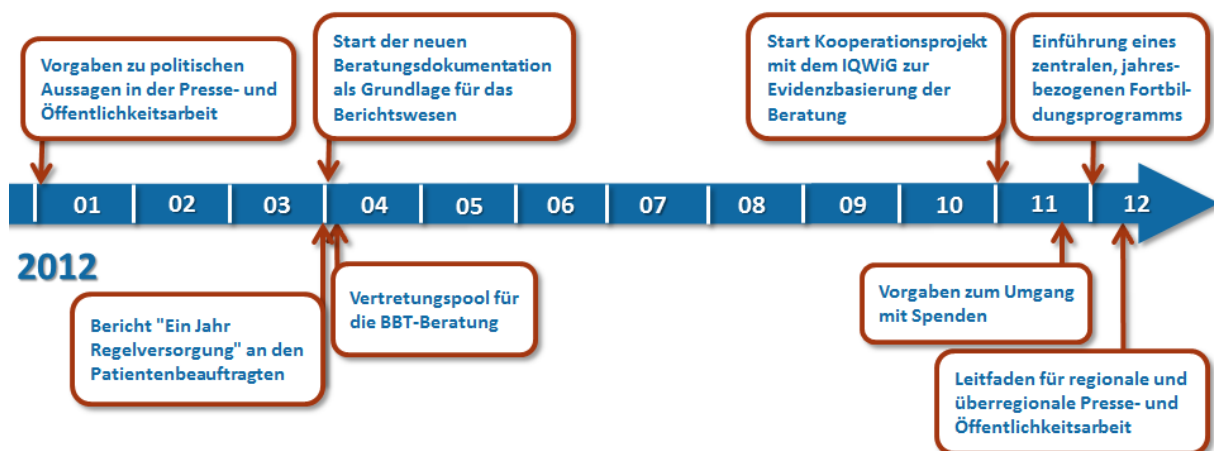 Vorgaben zu politischen
Aussagen in der Presse- und
Öffentlichkeitsarbeit
Start der neuen
Beratungsdokumentation
als Grundlage für das
Berichtswesen
Start Kooperationsprojekt
mit dem IQWiG zur
Evidenzbasierung der
Beratung
Einführung eines
zentralen, jahres-
bezogenen Fortbil-
dungsprogramms
01 02 03 04 05 06 07 08 09 10 11 12
2012
Bericht "Ein Jahr
Regelversorgung" an den
Patientenbeauftragten
Vertretungspool für
die BBT-Beratung
Vorgaben zum Umgang
mit Spenden
Leitfaden für regionale und
überregionale Presse- und
Öffentlichkeitsarbeit